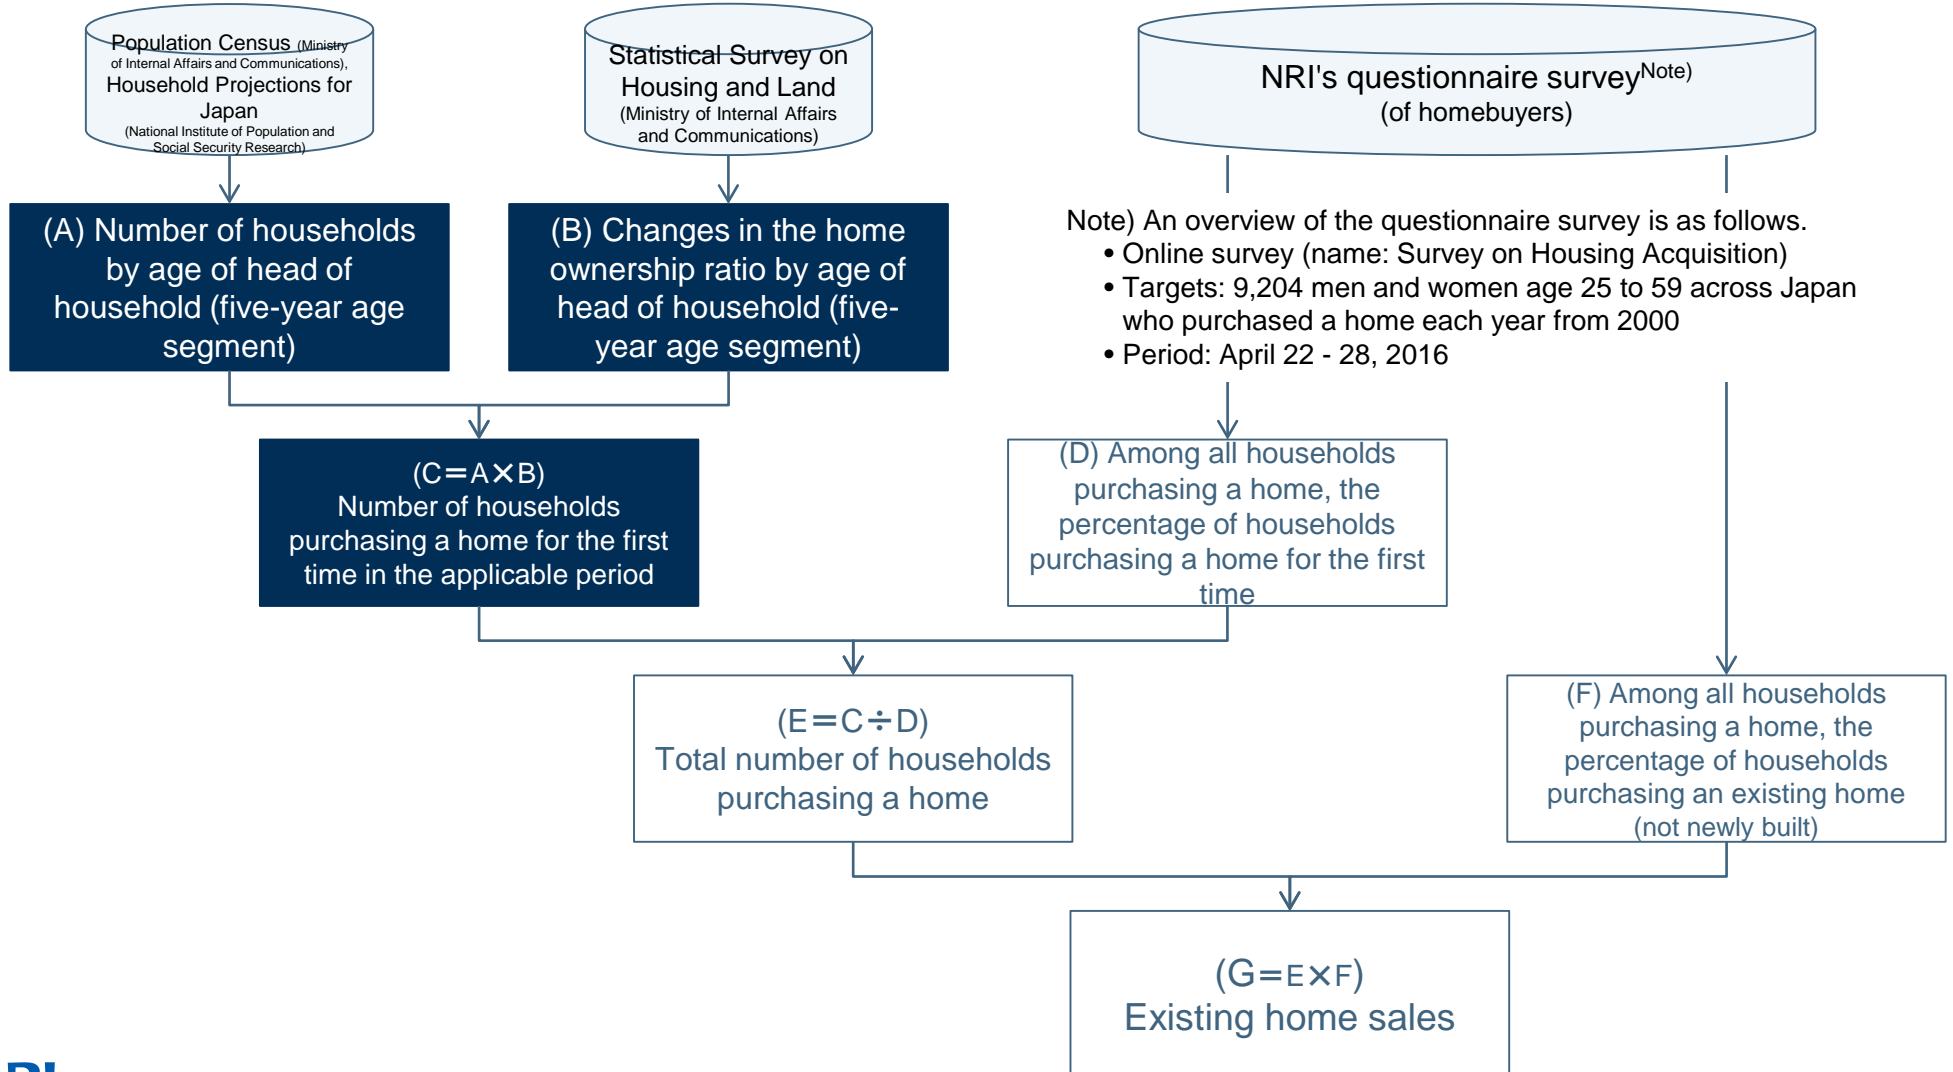 Population Census (Ministry
of Internal Affairs and Communications),
Household Projections for
Japan
(National Institute of Population and
Social Security Research)
Statistical Survey on
Housing and Land
(Ministry of Internal Affairs
and Communications)
NRI's questionnaire surveyNote)
(of homebuyers)
(A) Number of households
by age of head of
household (five-year age
segment)
(B) Changes in the home
ownership ratio by age of
head of household (five-
year age segment)
Note) An overview of the questionnaire survey is as follows.
• Online survey (name: Survey on Housing Acquisition)
• Targets: 9,204 men and women age 25 to 59 across Japan
who purchased a home each year from 2000
• Period: April 22 - 28, 2016
(C=A×B)
Number of households
purchasing a home for the first
time in the applicable period
(D) Among all households
purchasing a home, the
percentage of households
purchasing a home for the first
time
(E=C÷D)
Total number of households
purchasing a home
(F) Among all households
purchasing a home, the
percentage of households
purchasing an existing home
(not newly built)
(G=E×F)
Existing home sales